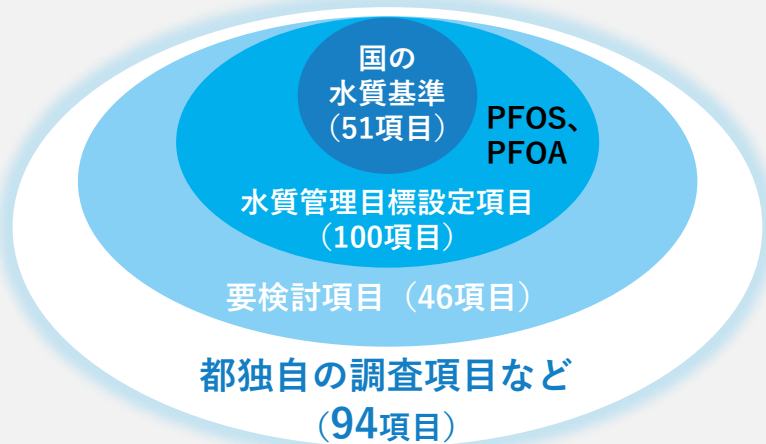 国の
水質基準
（51項目）
PFOS、
PFOA
水質管理目標設定項目
（100項目）
要検討項目（46項目）
都独自の調査項目など
（94項目）